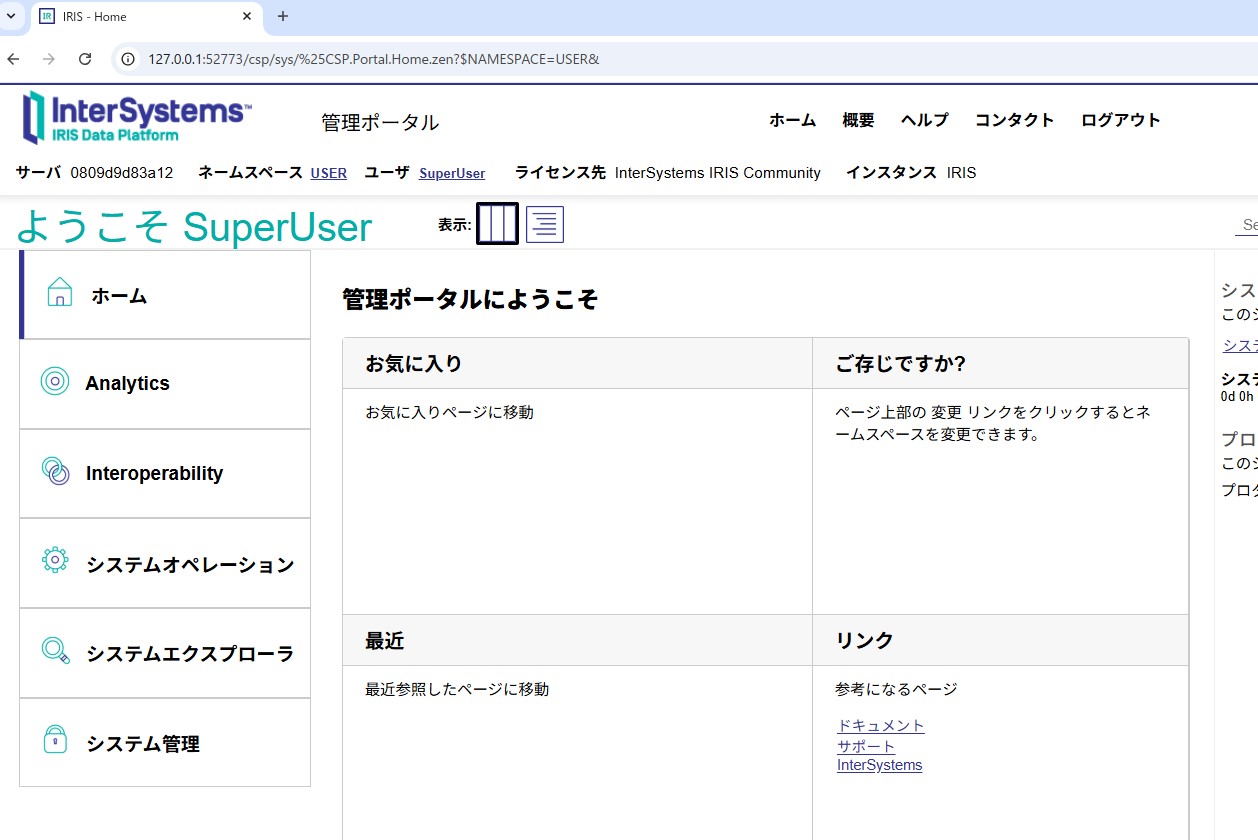 IRIS - Home
127.0.0.1:52773/csp/sys/%25CSP.Portal.Home.zen?$NAMESPACE=USER&
InterSystems™
IRIS Data Platform
管理ポータル
ホーム 概要 ヘルプ コンタクト ログアウト
サーバ 0809d9d83a12 ネームスペース USER ユーザ SuperUser ライセンス先 InterSystems IRIS Community インスタンス IRIS
ようこそ SuperUser
表示:
Se
ホーム
Analytics
Interoperability
システムオペレーション
システムエクスプローラ
システム管理
管理ポータルにようこそ
お気に入り
お気に入りページに移動
ご存じですか?
ページ上部の 変更 リンクをクリックするとネ
ームスペースを変更できます。
最近
最近参照したページに移動
リンク
参考になるページ
ドキュメント
サポート
InterSystems
シス
この
システ
0d 0h
プロ
この
プロ